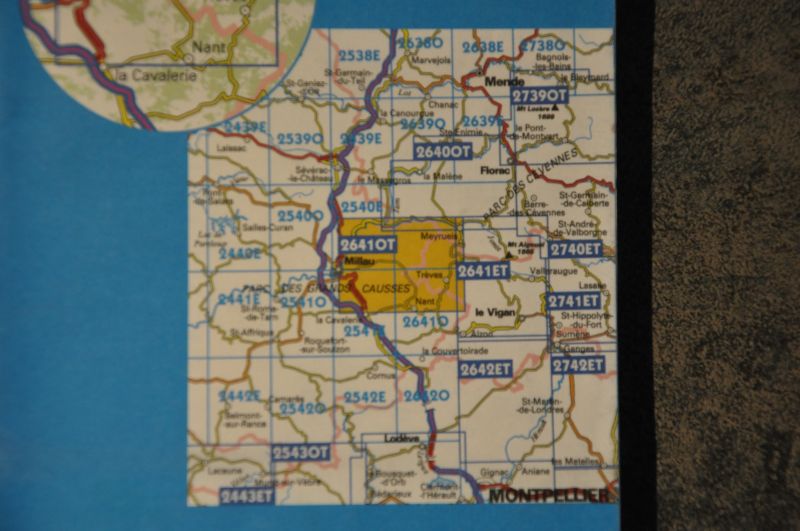 Nant
la Cavalerie
2538E
2638O
2638E
2738O
Marvejols
Bagnols-
les-Bains
St-Germain-
du-Teil
Mende
le Bleymard
St-Geniez-
d'Olt
Lot
2739OT
Chanac
la Canourgue
Mt Lozère
1699
2439E
2539O
2539E
2639O
2639E
le Pont-
de-Montvert
Ste-Enimie
Laissac
2640OT
Florac
Sévérac-
le-Château
le Massegros
la Malène
PARC DES CÉVENNES
Pont-
de-Salars
2540E
Barre-
des-Cévennes
St-Germain-
de-Calberte
2540O
Salles-Curan
St-André-
de-Valborgne
2641OT
Meyrueis
Mt Aigoual
2740ET
2440E
Millau
2641ET
Trèves
Valleraugue
PARC DES GRANDS CAUSSES
Lasalle
2441E
2541O
Nant
2741ET
St-Rome-
de-Tarn
la Cavalerie
2641O
le Vigan
St-Hippolyte-
du-Fort
St-Affrique
Roquefort-
sur-Soulzon
Alzon
Sumène
la Couvertoirade
Ganges
2642ET
2742ET
Cornus
2442E
Camarès
2542O
2542E
2642O
Belmont-
sur-Rance
St-Martin-
de-Londres
Lodève
2543OT
Lacaune
le Bousquet-
d'Orb
Gignac
Aniane
les Matelles
2443ET
Bédarieux
Clermont-
l'Hérault
MONTPELLIER